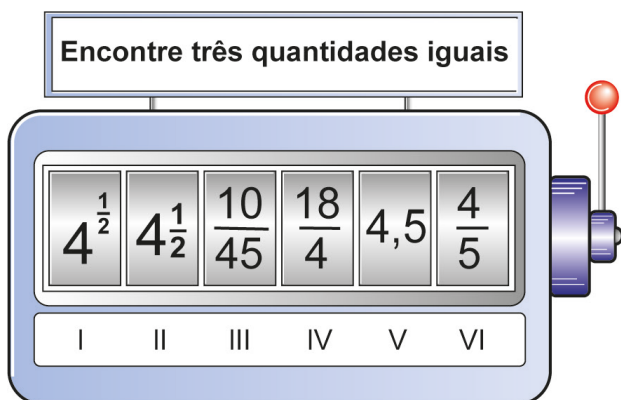 Encontre três quantidades iguais
4^(1/2) 4 1/2 10/45 18/4 4,5 4/5
I II III IV V VI